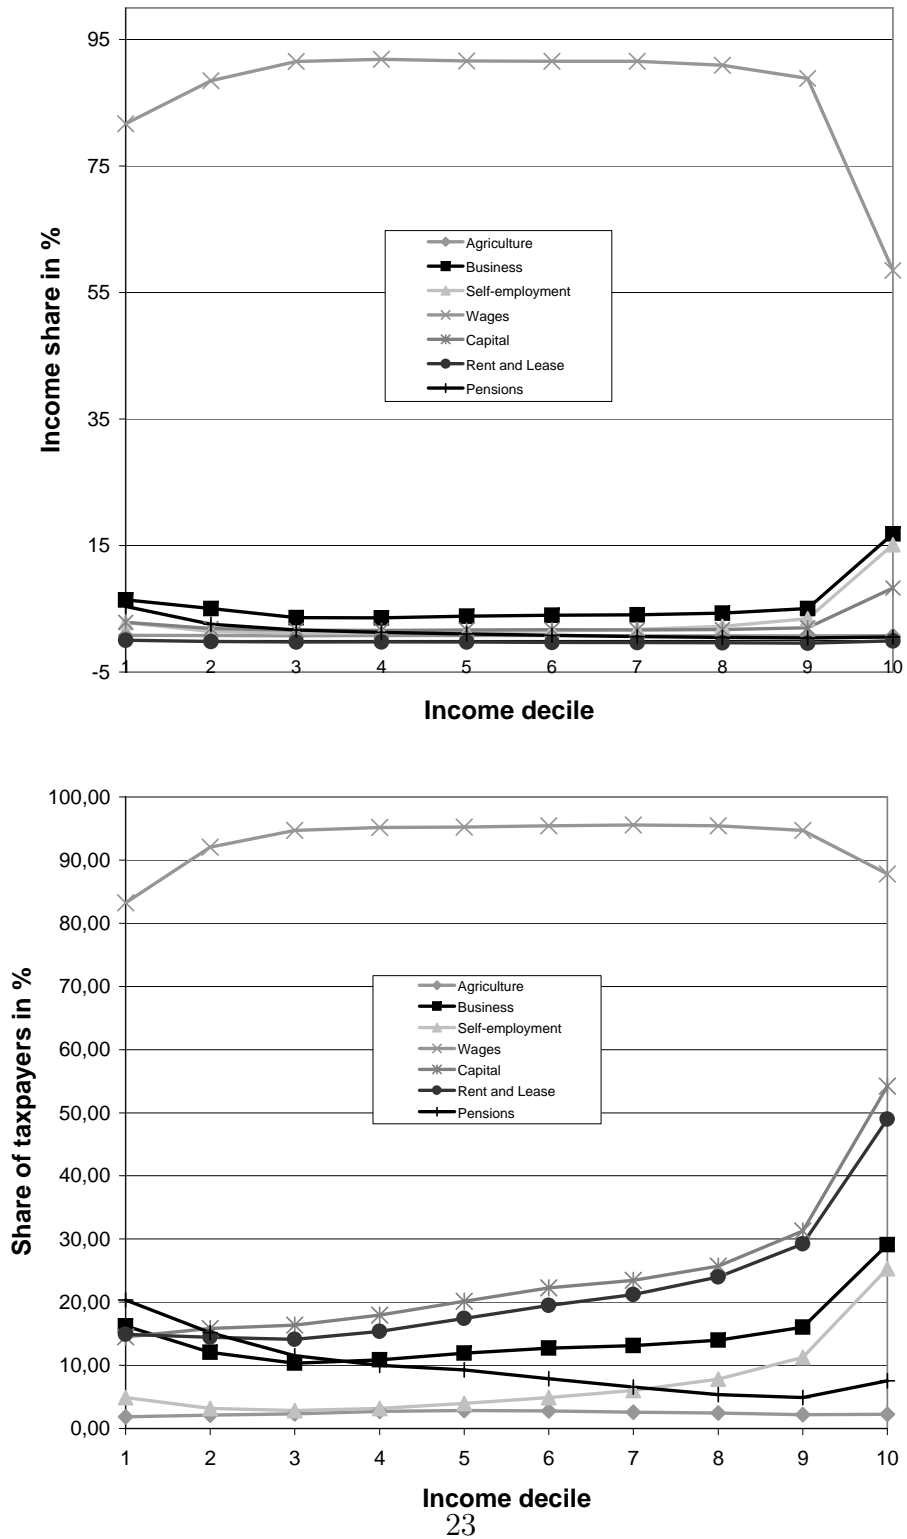 95
75
55
35
15
-5
Income share in %
Agriculture
Business
Self-employment
Wages
Capital
Rent and Lease
Pensions
1 2 3 4 5 6 7 8 9 10
Income decile
100,00
90,00
80,00
70,00
60,00
50,00
40,00
30,00
20,00
10,00
0,00
Share of taxpayers in %
Agriculture
Business
Self-employment
Wages
Capital
Rent and Lease
Pensions
1 2 3 4 5 6 7 8 9 10
Income decile
23